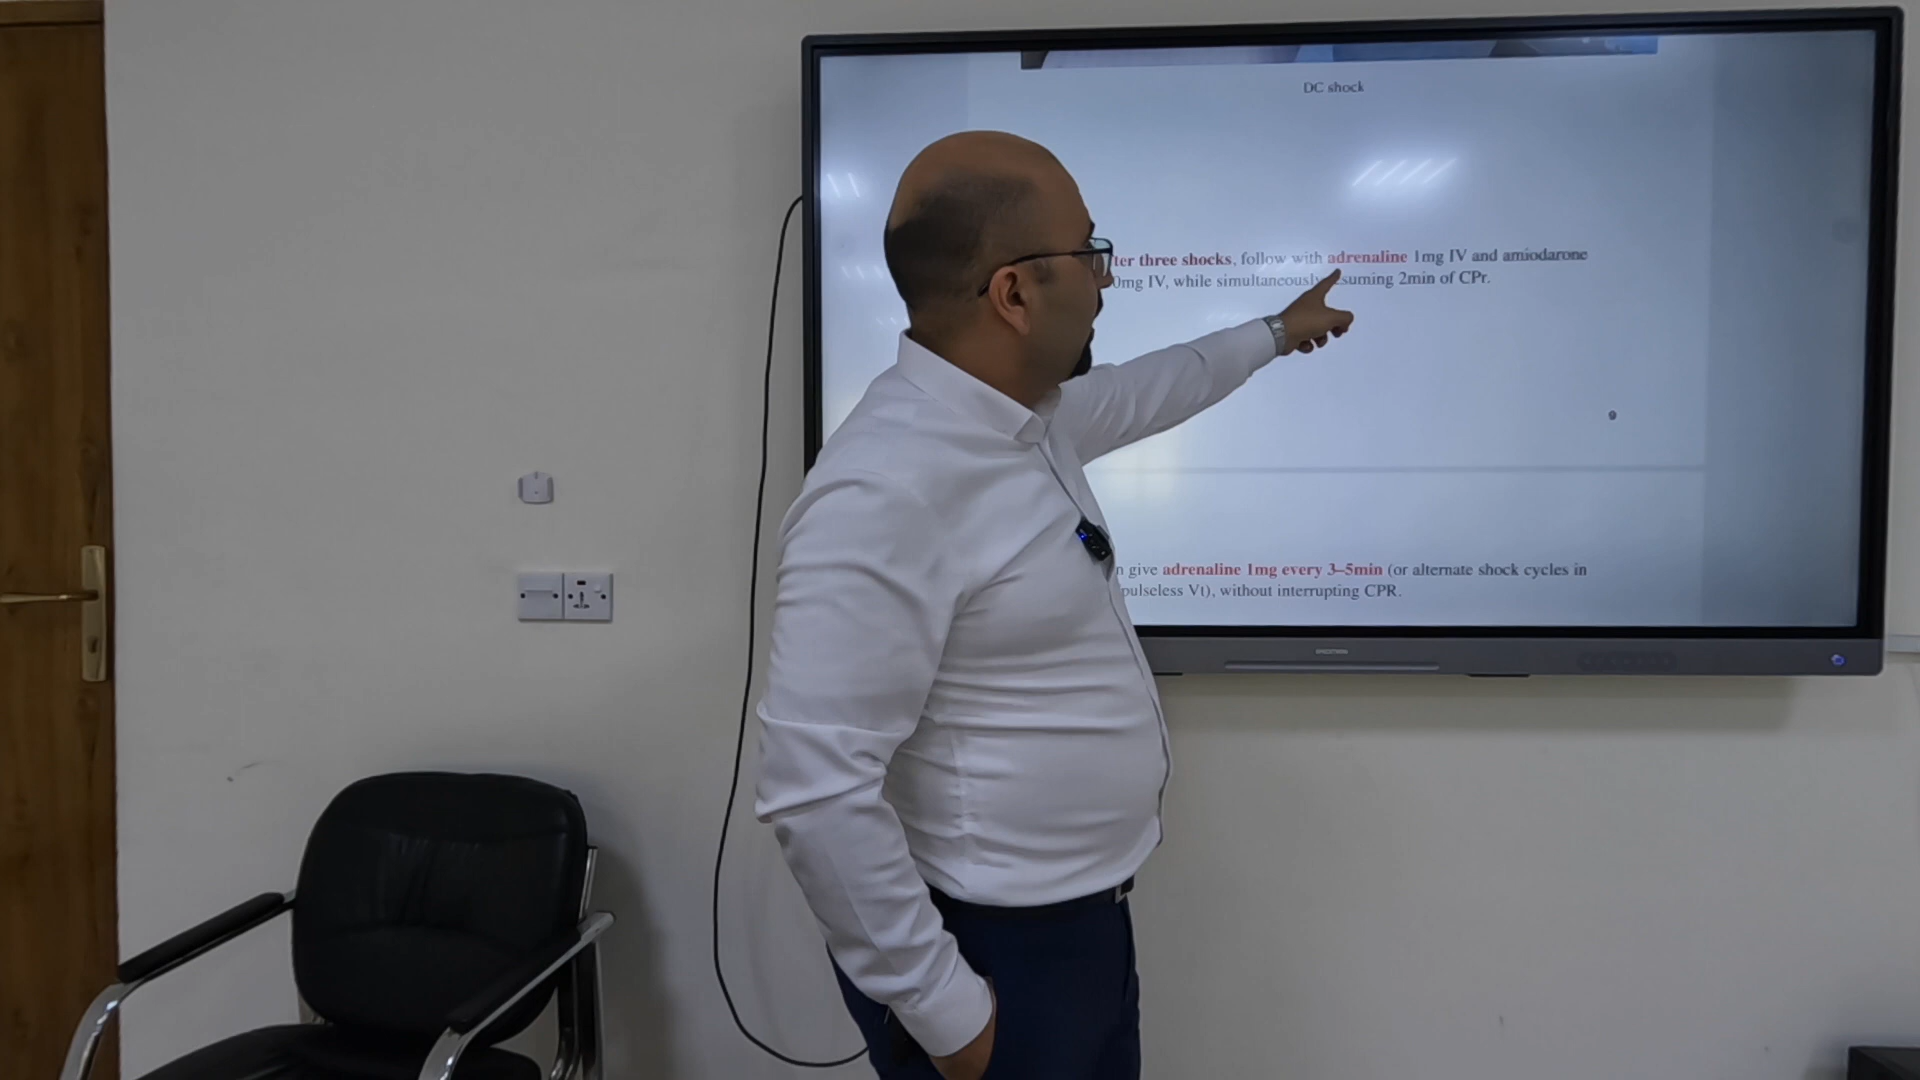 DC shock
ter three shocks, follow with adrenaline 1mg IV and amiodarone
0mg IV, while simultaneously suming 2min of CPr.
n give adrenaline 1mg every 3–5min (or alternate shock cycles in
pulseless Vt), without interrupting CPR.